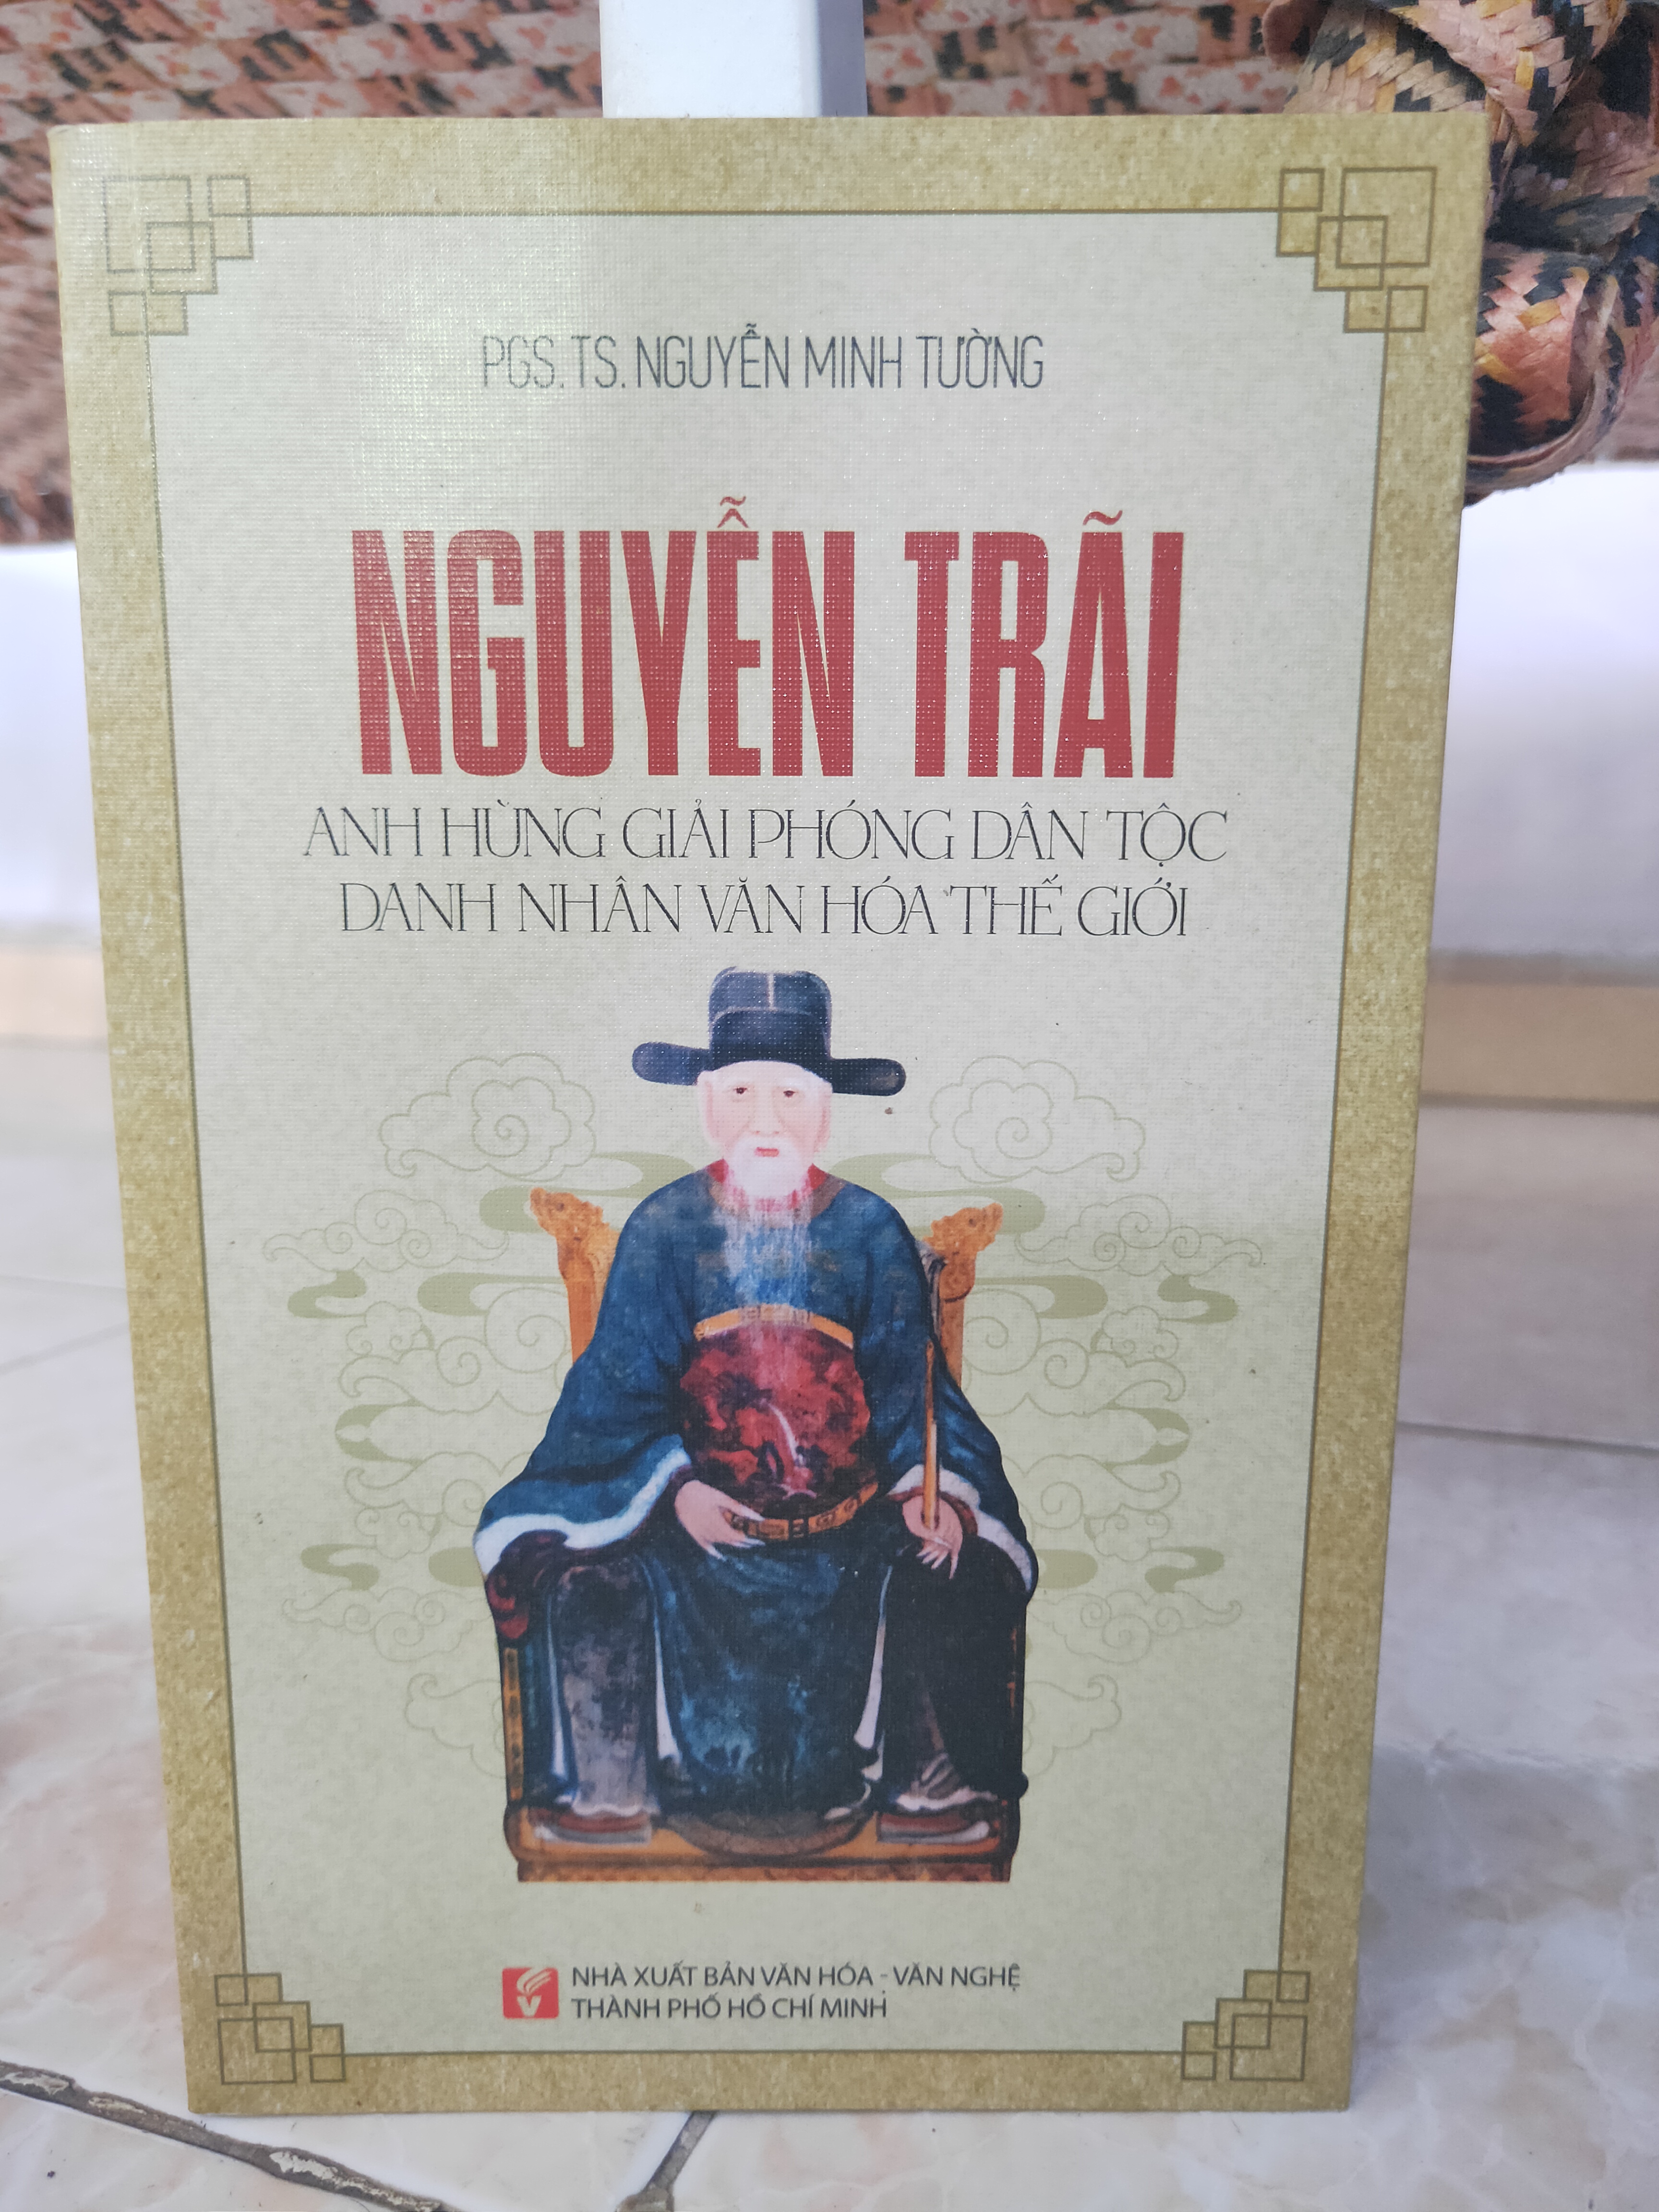 PGS. TS. NGUYỄN MINH TƯỜNG
NGUYỄN TRÃI
ANH HÙNG GIẢI PHÓNG DÂN TỘC
DANH NHÂN VĂN HÓA THẾ GIỚI
NHÀ XUẤT BẢN VĂN HÓA - VĂN NGHỆ
THÀNH PHỐ HỒ CHÍ MINH